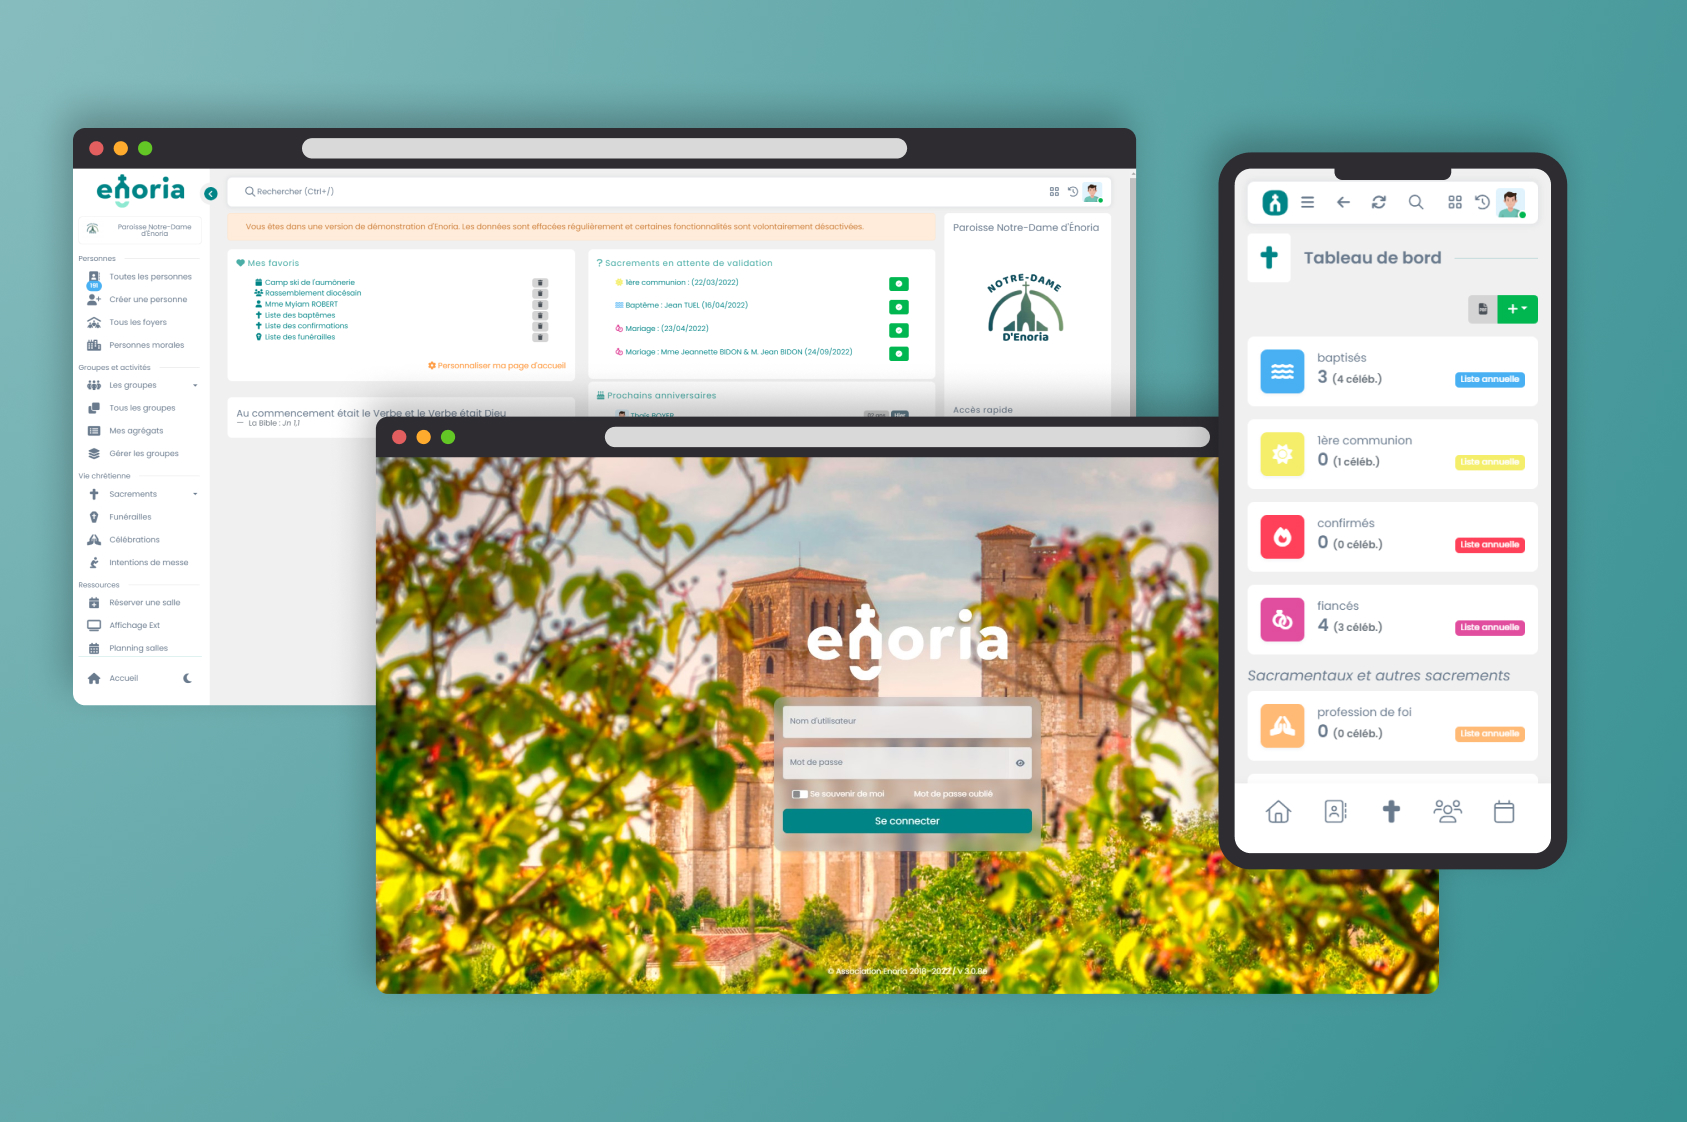 enoria
Paroisse Notre-Dame
d'Énoria
Personnes
Toutes les personnes
Créer une personne
Tous les foyers
Personnes morales
Groupes et activités
Les groupes
Tous les groupes
Mes agrégats
Gérer les groupes
Vie chrétienne
Sacrements
Funérailles
Célébrations
Intentions de messe
Ressources
Réserver une salle
Affichage Ext
Planning salles
Accueil
Rechercher (Ctrl+/)
Vous êtes dans une version de démonstration d'Enoria. Les données sont effacées régulièrement et certaines fonctionnalités sont volontairement désactivées.
Mes favoris
Camp ski de l'aumônerie
Rassemblement diocésain
Mme Myiam ROBERT
Liste des baptêmes
Liste des confirmations
Liste des funérailles
Personnaliser ma page d'accueil
Au commencement était le Verbe et le Verbe était Dieu
— La Bible : Jn 1,1
? Sacrements en attente de validation
1ère communion : (22/03/2022)
Baptême : Jean TUEL (16/04/2022)
Mariage : (23/04/2022)
Mariage : Mme Jeannette BIDON & M. Jean BIDON (24/09/2022)
Prochains anniversaires
Thaïs BOYER
Hier
Paroisse Notre-Dame d'Énoria
NOTRE-DAME
D'Enoria
Accès rapide
enoria
Nom d'utilisateur
Mot de passe
Se souvenir de moi
Mot de passe oublié
Se connecter
© Association Enoria 2018-2022 / V.3.0.86
Tableau de bord
baptisés
3 (4 céléb.)
Liste annuelle
1ère communion
0 (1 céléb.)
Liste annuelle
confirmés
0 (0 céléb.)
Liste annuelle
fiancés
4 (3 céléb.)
Liste annuelle
Sacramentaux et autres sacrements
profession de foi
0 (0 céléb.)
Liste annuelle